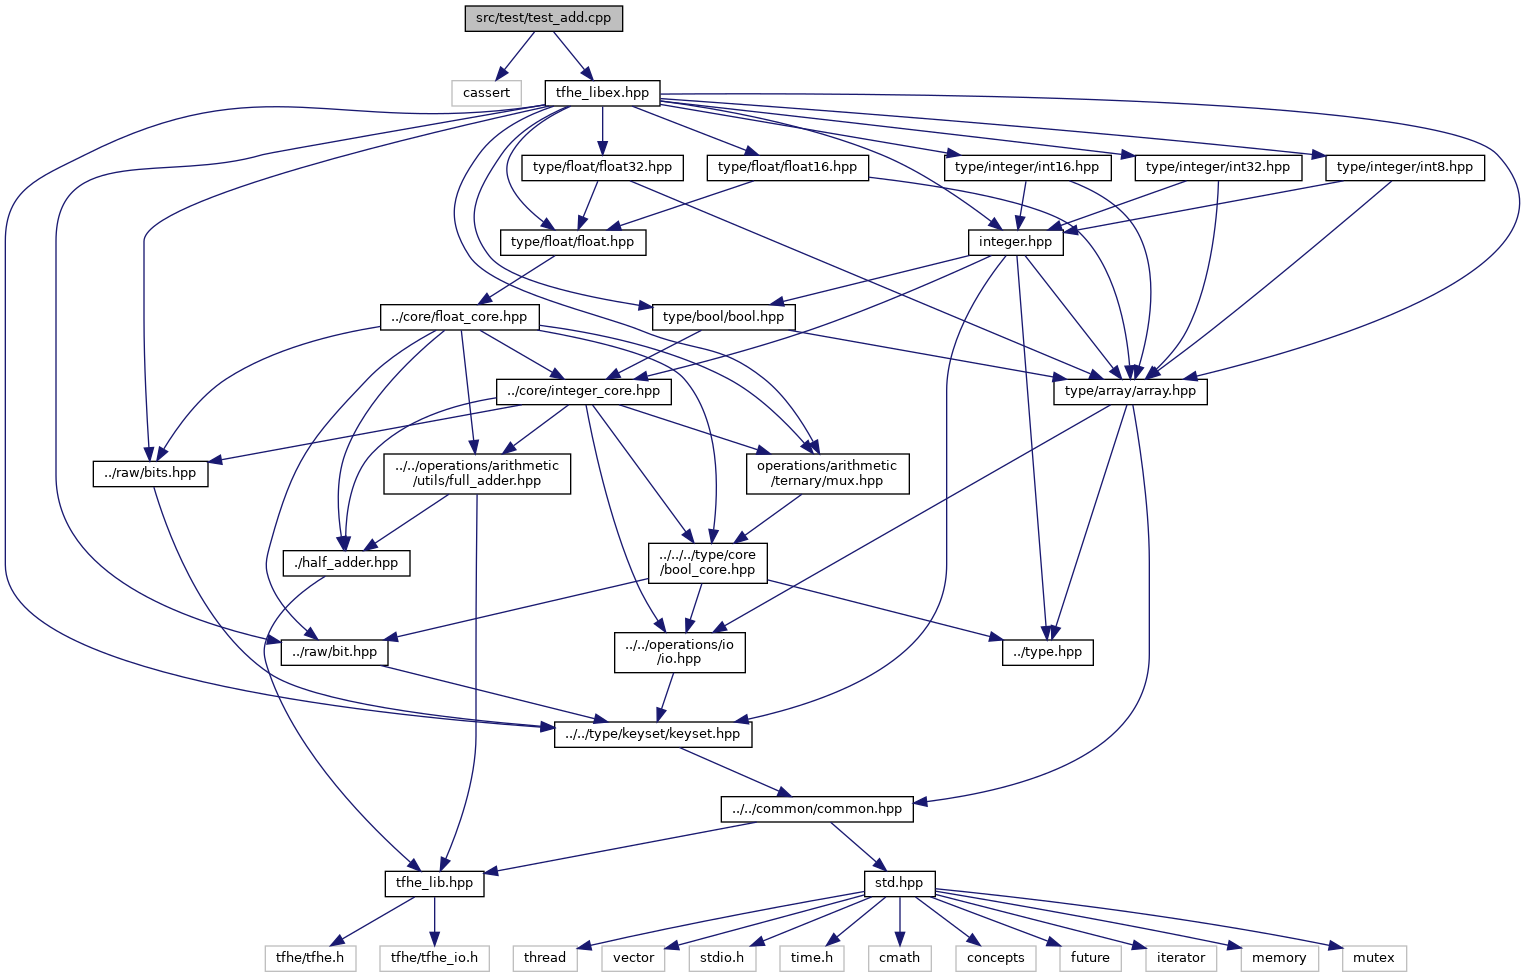 src/test/test_add.cpp
cassert
tfhe_libex.hpp
type/float/float32.hpp
type/float/float16.hpp
type/integer/int16.hpp
type/integer/int32.hpp
type/integer/int8.hpp
type/float/float.hpp
integer.hpp
../core/float_core.hpp
type/bool/bool.hpp
../core/integer_core.hpp
type/array/array.hpp
../raw/bits.hpp
../../operations/arithmetic
/utils/full_adder.hpp
operations/arithmetic
/ternary/mux.hpp
./half_adder.hpp
../../../type/core
/bool_core.hpp
../raw/bit.hpp
../../operations/io
/io.hpp
../type.hpp
../../type/keyset/keyset.hpp
../../common/common.hpp
tfhe_lib.hpp
std.hpp
tfhe/tfhe.h
tfhe/tfhe_io.h
thread
vector
stdio.h
time.h
cmath
concepts
future
iterator
memory
mutex